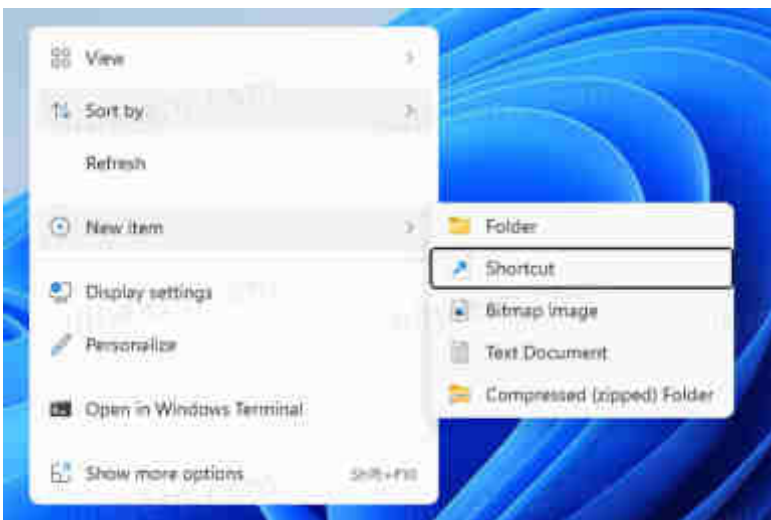 View
Sort by
Refresh
New item
Folder
Shortcut
Bitmap image
Display settings
Text Document
Personalize
Compressed (zipped) Folder
Open in Windows Terminal
Show more options Shift+F10